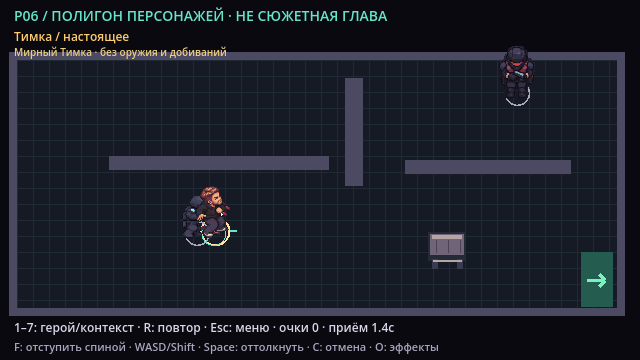 P06 / ПОЛИГОН ПЕРСОНАЖЕЙ · НЕ СЮЖЕТНАЯ ГЛАВА
Тимка / настоящее
Мирный Тимка · без оружия и добиваний
1–7: герой/контекст · R: повтор · Esc: меню · очки 0 · приём 1.4с
F: отступить спиной · WASD/Shift · Space: оттолкнуть · C: отмена · O: эффекты